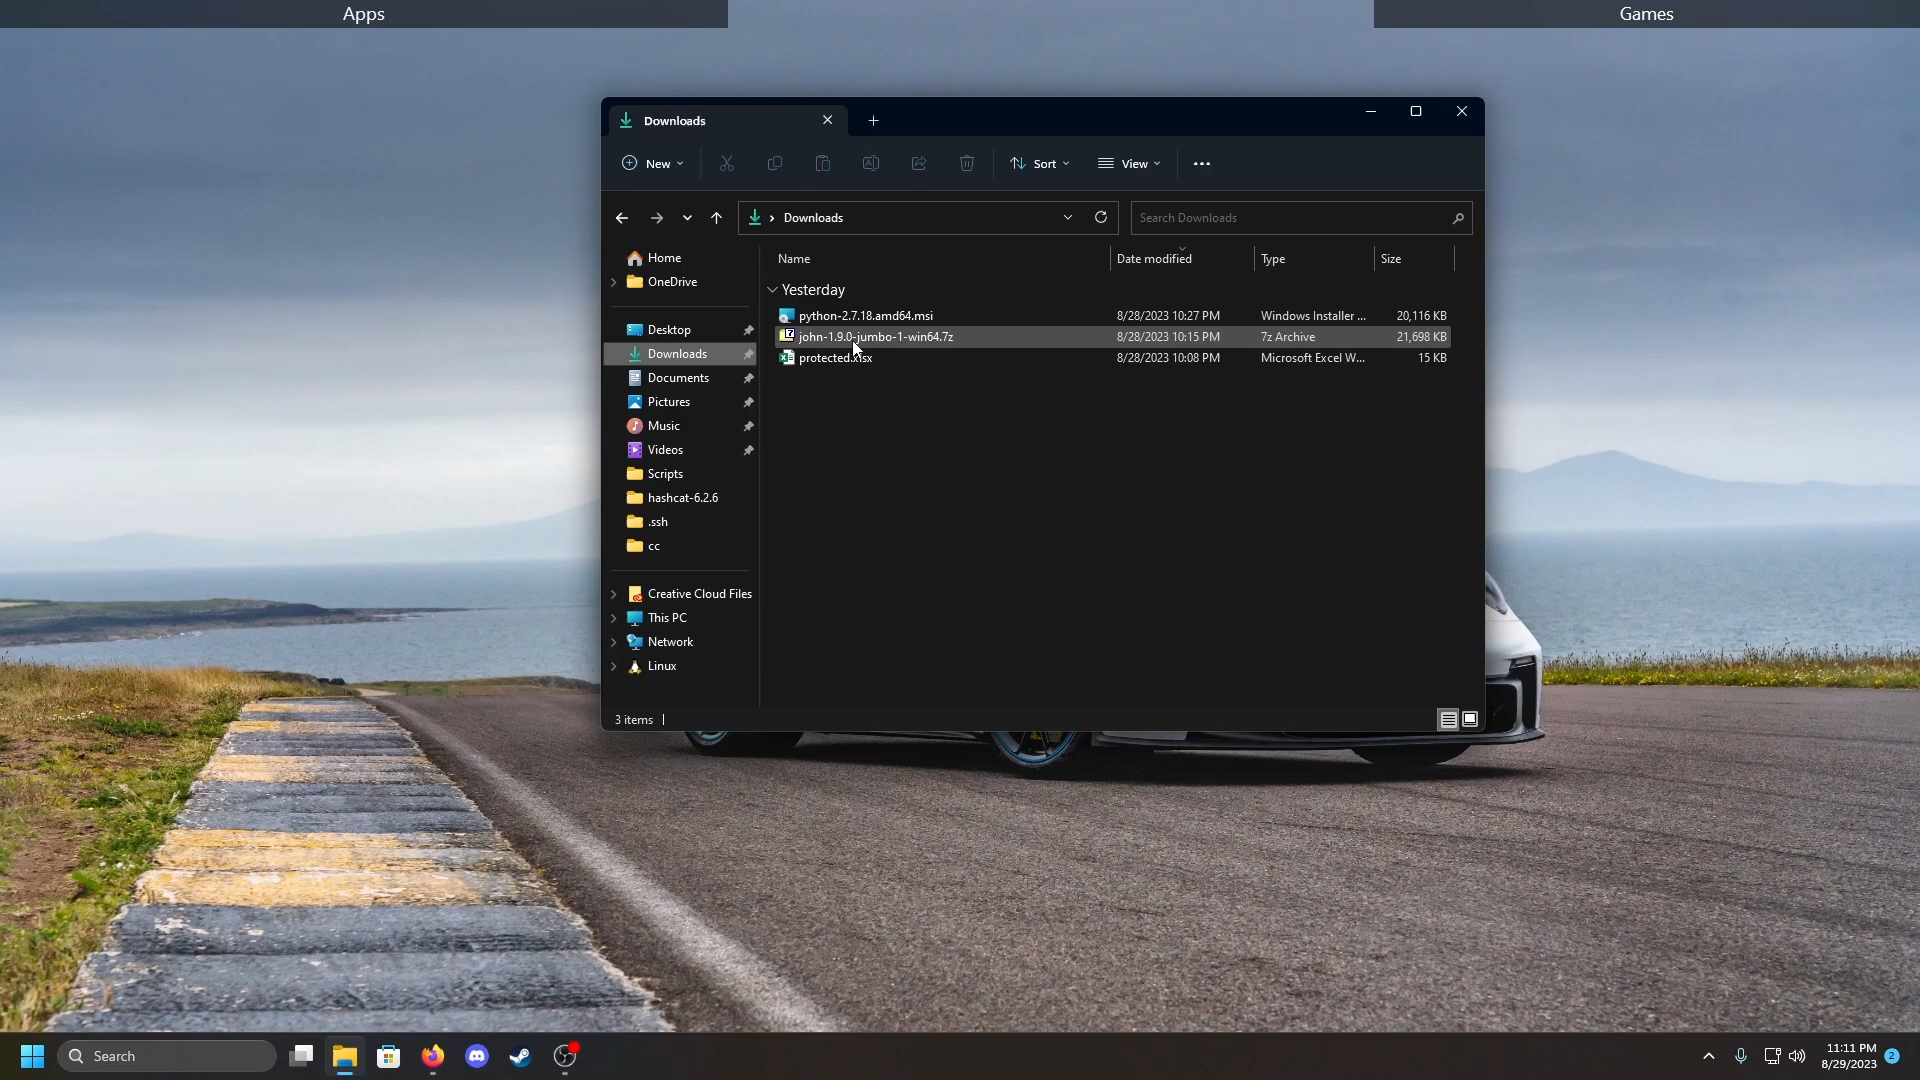 Apps
Games
Downloads
New
Sort
View
Downloads
Search Downloads
Home
OneDrive
Desktop
Downloads
Documents
Pictures
Music
Videos
Scripts
hashcat-6.2.6
.ssh
cc
Creative Cloud Files
This PC
Network
Linux
Name Date modified Type Size
Yesterday
python-2.7.18.amd64.msi 8/28/2023 10:27 PM Windows Installer ... 20,116 KB
john-1.9.0-jumbo-1-win64.7z 8/28/2023 10:15 PM 7z Archive 21,698 KB
protected.xlsx 8/28/2023 10:08 PM Microsoft Excel W... 15 KB
3 items
Search
11:11 PM
8/29/2023
2